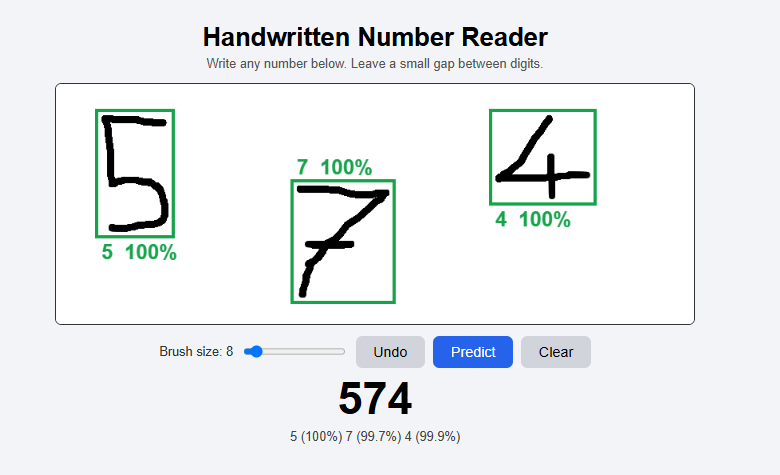 Handwritten Number Reader
Write any number below. Leave a small gap between digits.
5
5 100%
7 100%
7
4
4 100%
Brush size: 8 Undo Predict Clear
574
5 (100%) 7 (99.7%) 4 (99.9%)